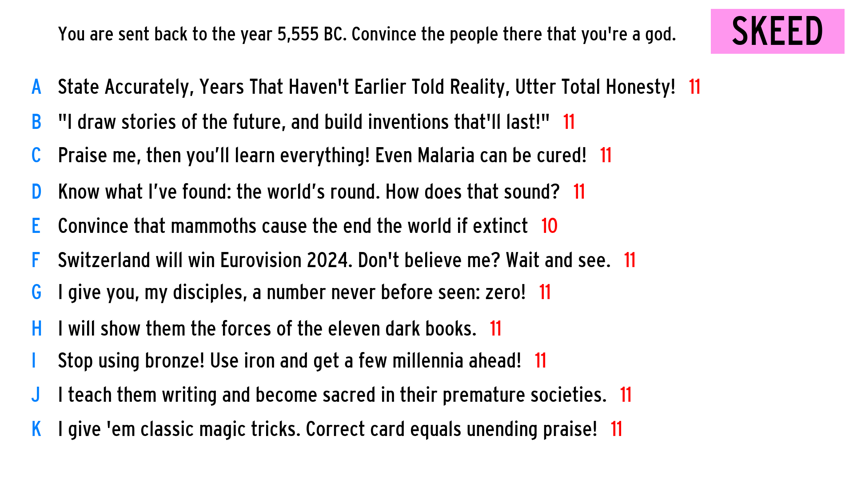 You are sent back to the year 5,555 BC. Convince the people there that you're a god.
SKEED
A State Accurately, Years That Haven't Earlier Told Reality, Utter Total Honesty! 11
B "I draw stories of the future, and build inventions that'll last!" 11
C Praise me, then you’ll learn everything! Even Malaria can be cured! 11
D Know what I’ve found: the world’s round. How does that sound? 11
E Convince that mammoths cause the end the world if extinct 10
F Switzerland will win Eurovision 2024. Don't believe me? Wait and see. 11
G I give you, my disciples, a number never before seen: zero! 11
H I will show them the forces of the eleven dark books. 11
I Stop using bronze! Use iron and get a few millennia ahead! 11
J I teach them writing and become sacred in their premature societies. 11
K I give 'em classic magic tricks. Correct card equals unending praise! 11